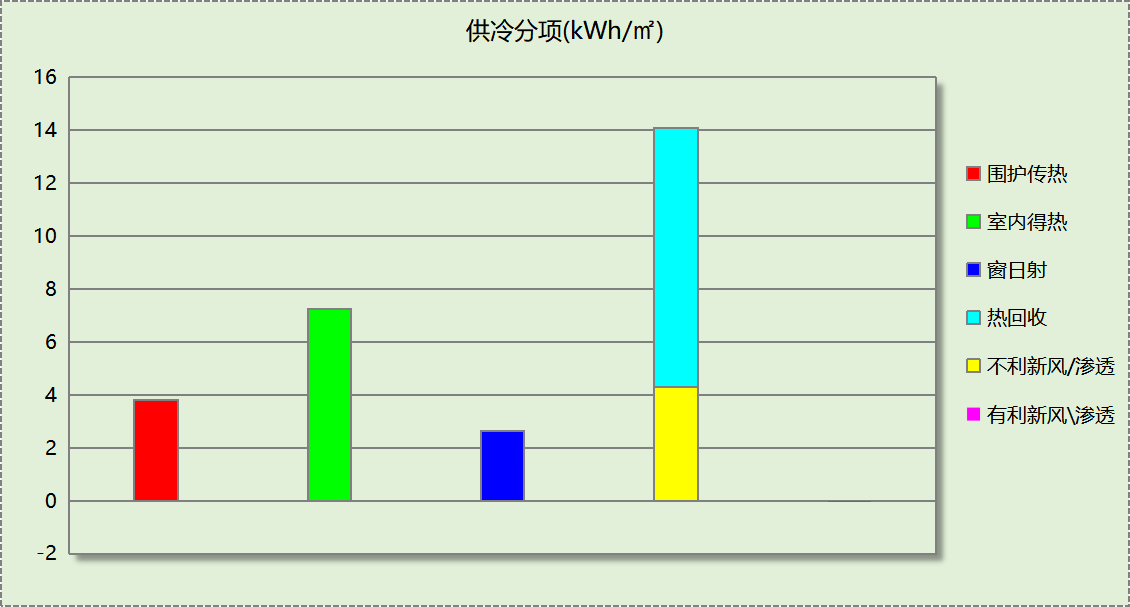 供冷分项(kWh/㎡)
16
14
12
10
8
6
4
2
0
-2
围护传热
室内得热
窗日射
热回收
不利新风/渗透
有利新风\渗透